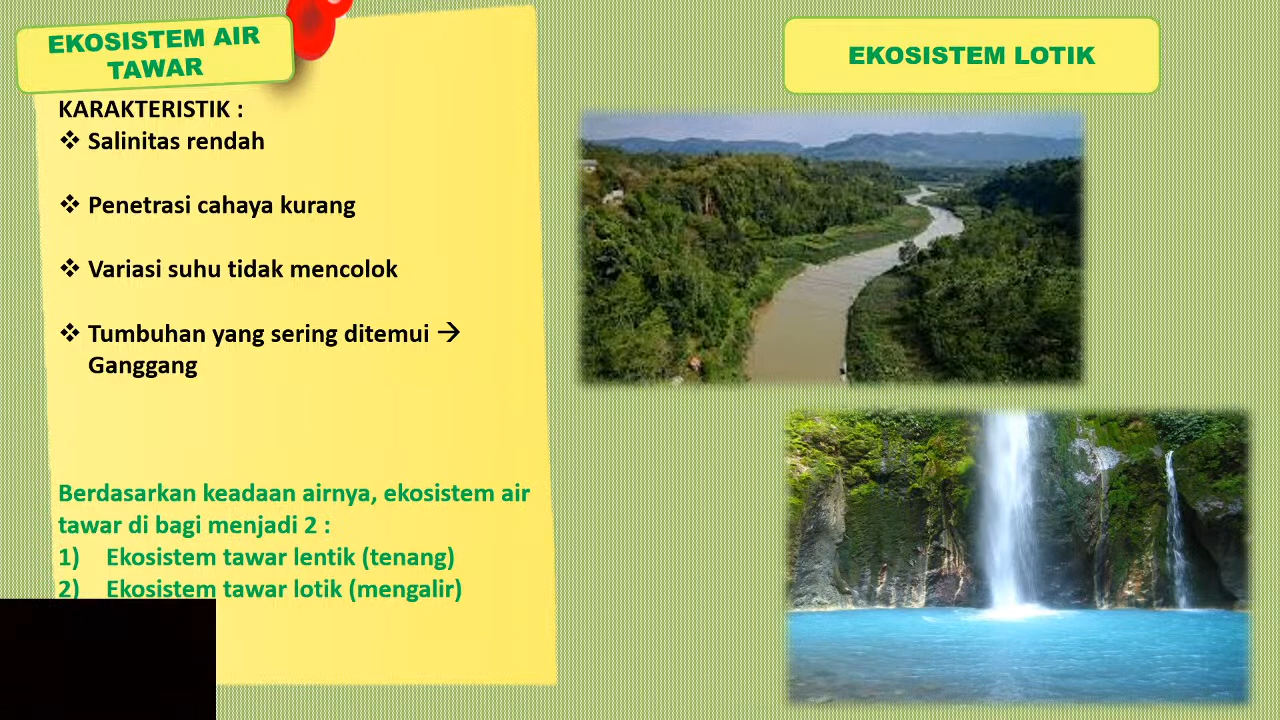 EKOSISTEM AIR
TAWAR
KARAKTERISTIK :
❖ Salinitas rendah
❖ Penetrasi cahaya kurang
❖ Variasi suhu tidak mencolok
❖ Tumbuhan yang sering ditemui →
Ganggang
Berdasarkan keadaan airnya, ekosistem air
tawar di bagi menjadi 2 :
1) Ekosistem tawar lentik (tenang)
2) Ekosistem tawar lotik (mengalir)
EKOSISTEM LOTIK